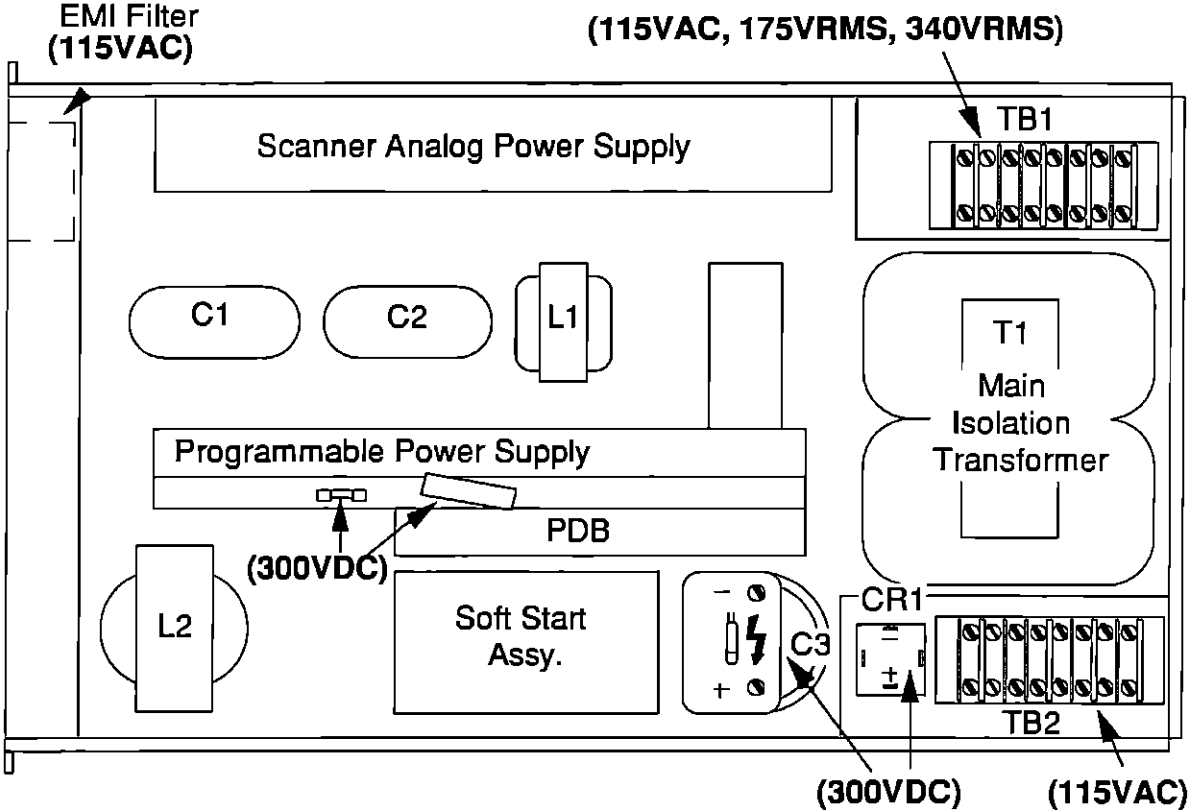 EMI Filter
(115VAC)
(115VAC, 175VRMS, 340VRMS)
Scanner Analog Power Supply
TB1
C1
C2
L1
T1
Main
Isolation
Transformer
Programmable Power Supply
PDB
(300VDC)
L2
Soft Start
Assy.
-
+
C3
CR1
+
TB2
(300VDC)
(115VAC)